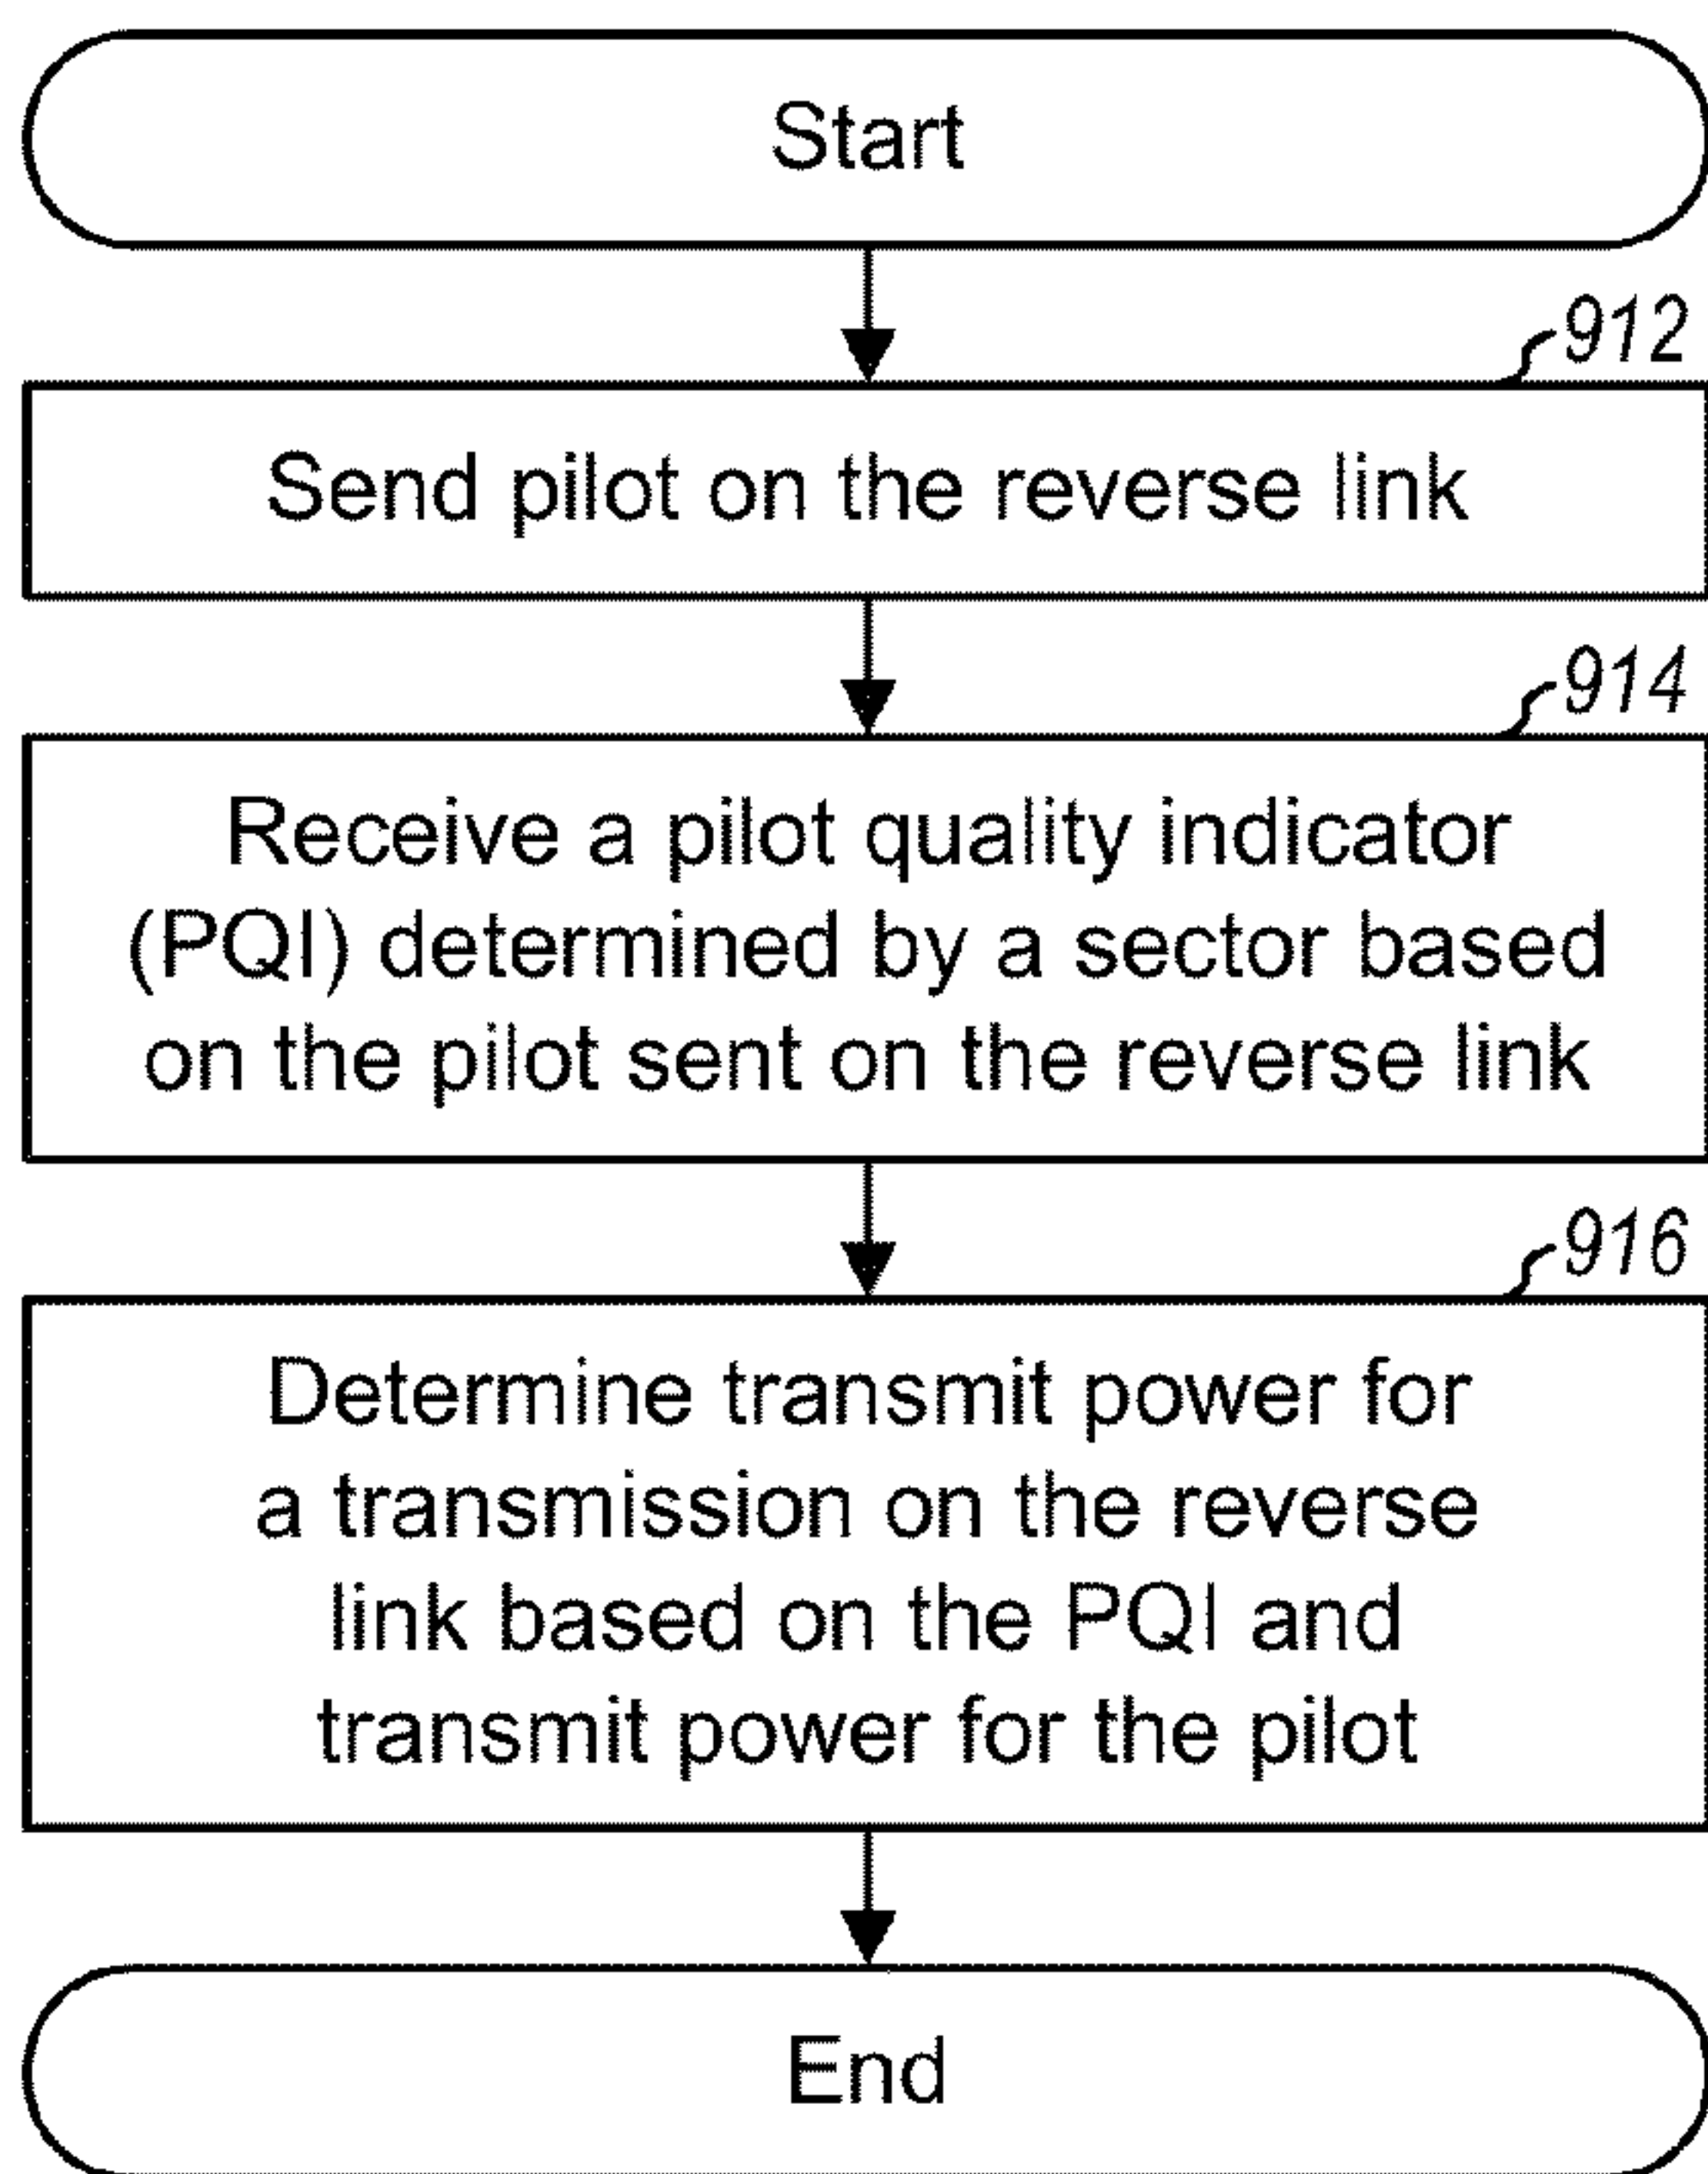 Start
912
Send pilot on the reverse link
914
Receive a pilot quality indicator
(PQI) determined by a sector based
on the pilot sent on the reverse link
916
Determine transmit power for
a transmission on the reverse
link based on the PQI and
transmit power for the pilot
End